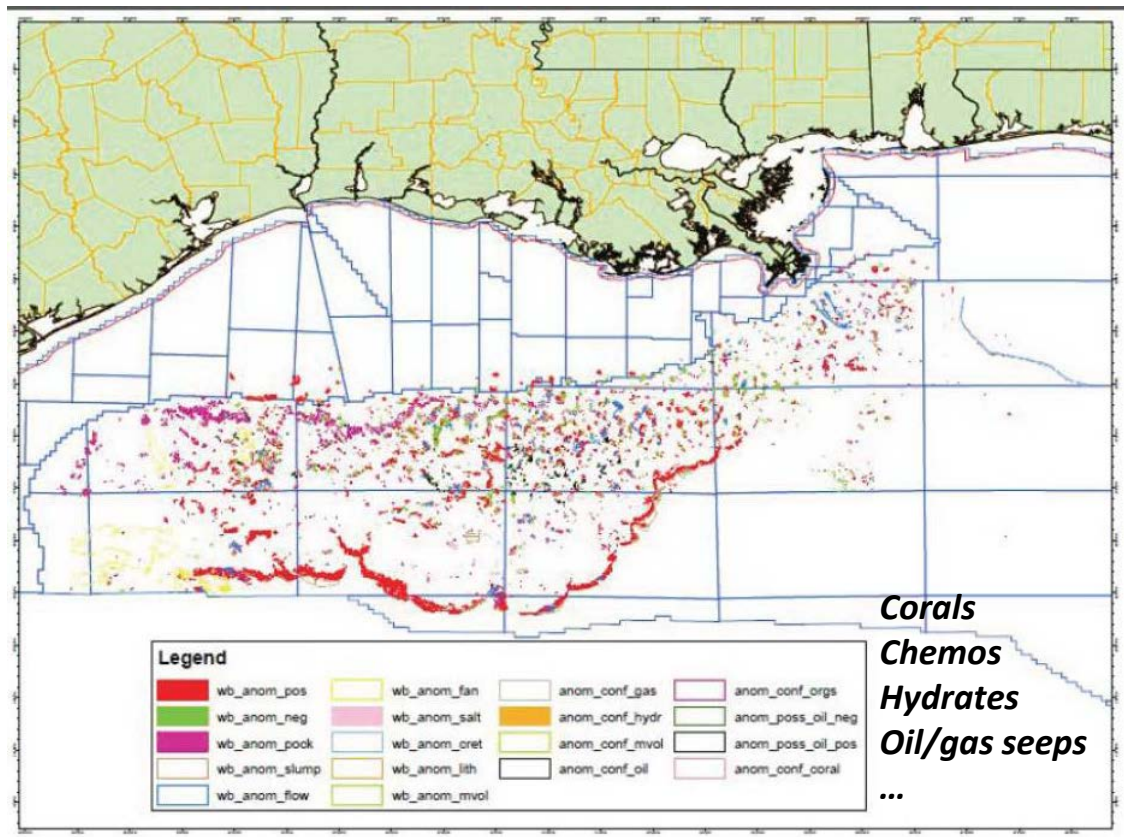 Corals
Chemos
Hydrates
Oil/gas seeps
...
Legend
wb_anom_pos wb_anom_fan anom_conf_gas anom_conf_orgs
wb_anom_neg wb_anom_salt anom_conf_hydr anom_poss_oil_neg
wb_anom_pock wb_anom_cret anom_conf_mvol anom_poss_oil_pos
wb_anom_slump wb_anom_lith anom_conf_oil anom_conf_coral
wb_anom_flow wb_anom_mvol